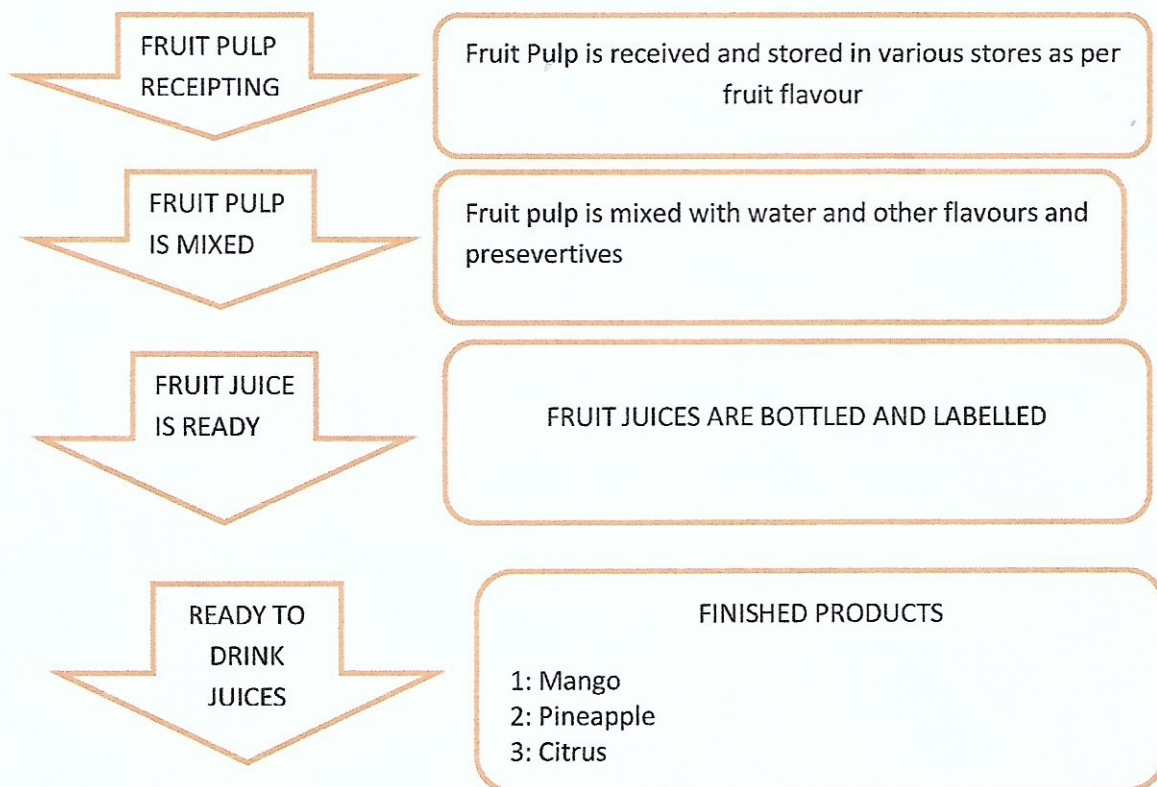 FRUIT PULP
RECEIPTING
Fruit Pulp is received and stored in various stores as per
fruit flavour
FRUIT PULP
IS MIXED
Fruit pulp is mixed with water and other flavours and
presevertives
FRUIT JUICE
IS READY
FRUIT JUICES ARE BOTTLED AND LABELLED
READY TO
DRINK
JUICES
FINISHED PRODUCTS
1: Mango
2: Pineapple
3: Citrus